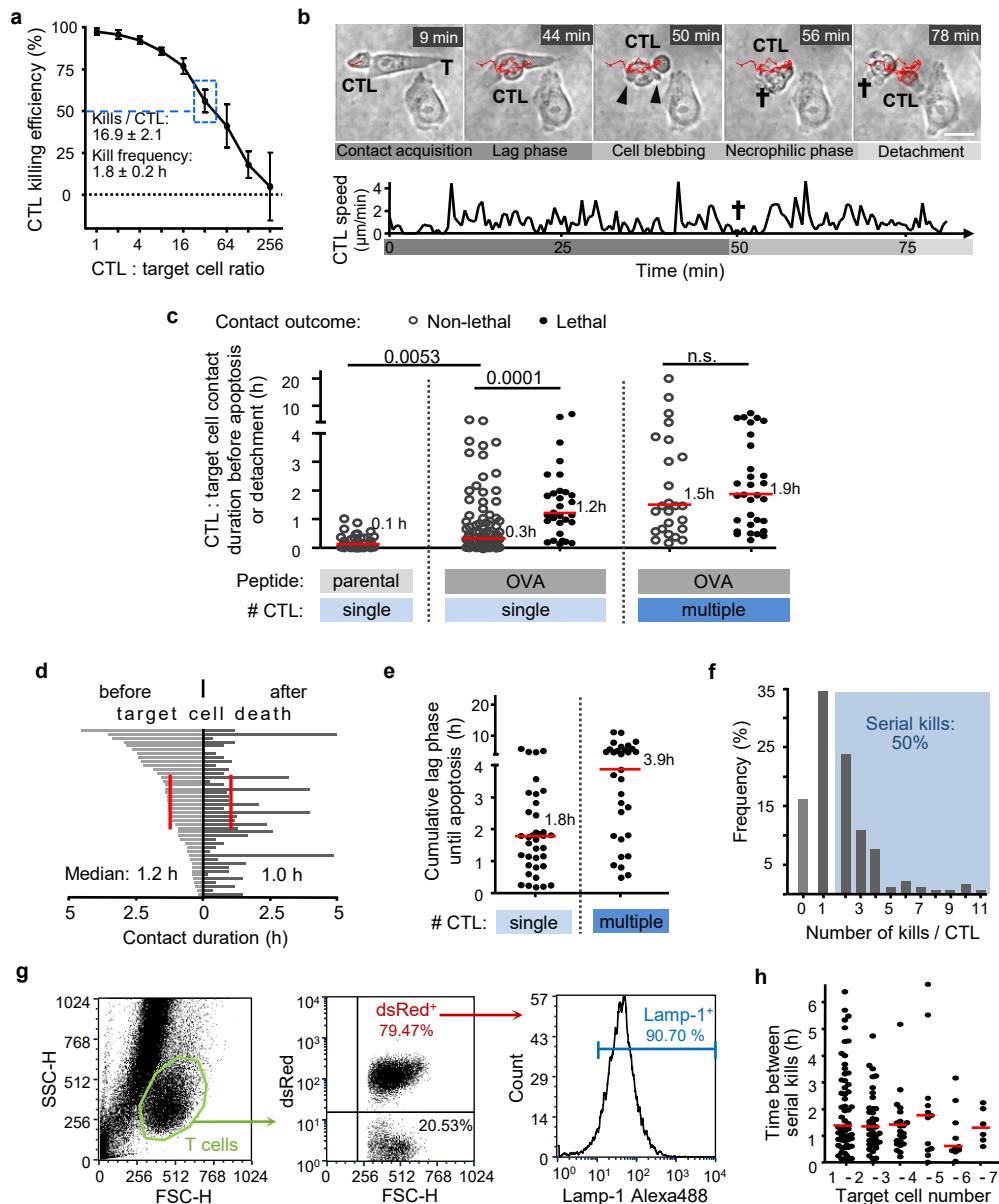 a
CTL killing efficiency (%)
100
75
50
25
0
Kills / CTL:
16.9 ± 2.1
Kill frequency:
1.8 ± 0.2 h
1 4 16 64 256
CTL : target cell ratio
b
9 min
44 min
50 min
56 min
78 min
CTL
T
CTL
CTL
CTL
✝
✝
CTL
Contact acquisition
Lag phase
Cell blebbing
Necrophilic phase
Detachment
CTL speed
(µm/min)
4
2
0
✝
0 25 50 75
Time (min)
c
Contact outcome: Non-lethal Lethal
0.0053
0.0001
n.s.
CTL : target cell contact
duration before apoptosis
or detachment (h)
20
10
4
3
2
1
0
0.1 h
0.3h
1.2h
1.5h
1.9h
Peptide: parental OVA OVA
# CTL: single single multiple
d
before after
target cell death
Median: 1.2 h 1.0 h
5 2 0 2 5
Contact duration (h)
e
Cumulative lag phase
until apoptosis (h)
20
10
4
3
2
1
0
1.8h
3.9h
# CTL: single multiple
f
Frequency (%)
35
25
15
5
Serial kills:
50%
0 1 3 5 7 9 11
Number of kills / CTL
g
SSC-H
1024
768
512
256
0
T cells
256 512 768 1024
FSC-H
dsRed
10⁴
10³
10²
10¹
10⁰
dsRed⁺
79.47%
20.53%
0 256 512 768 1024
FSC-H
Count
57
43
29
14
0
Lamp-1⁺
90.70 %
10⁰ 10¹ 10² 10³ 10⁴
Lamp-1 Alexa488
h
Time between
serial kills (h)
6
5
4
3
2
1
0
1 - 2 - 3 - 4 - 5 - 6 - 7
Target cell number